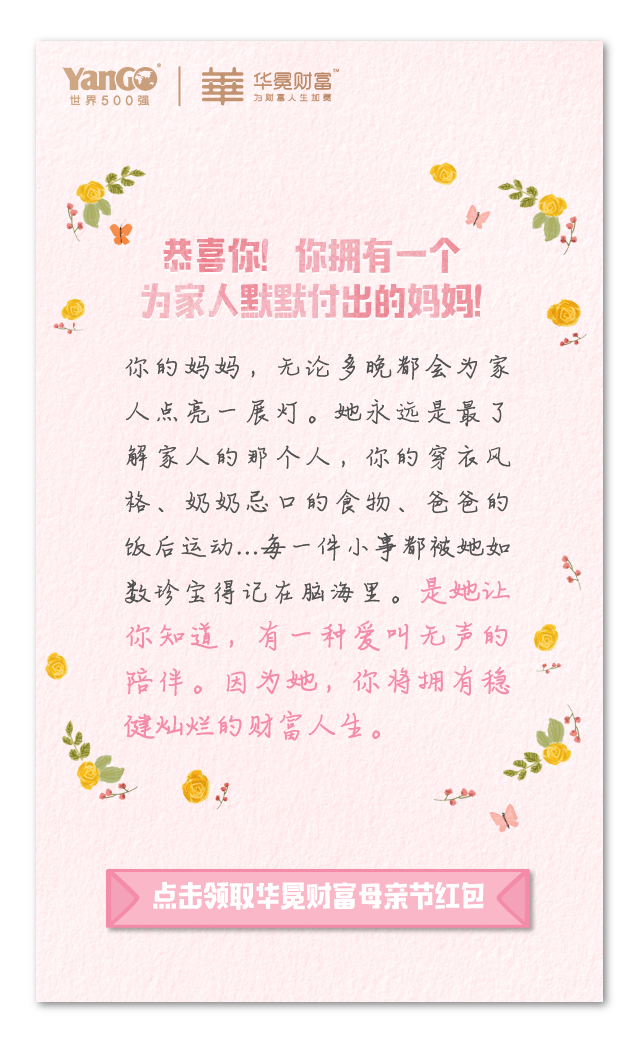 YanGO
世界500强
華
华冕财富™
为财富人生加冕
恭喜你! 你拥有一个
为家人默默付出的妈妈!
你的妈妈，无论多晚都会为家
人点亮一展灯。她永远是最了
解家人的那个人，你的穿衣风
格、奶奶忌口的食物、爸爸的
饭后运动...每一件小事都被她如
数珍宝得记在脑海里。是她让
你知道，有一种爱叫无声的
陪伴。因为她，你将拥有稳
健灿烂的财富人生。
点击领取华冕财富母亲节红包